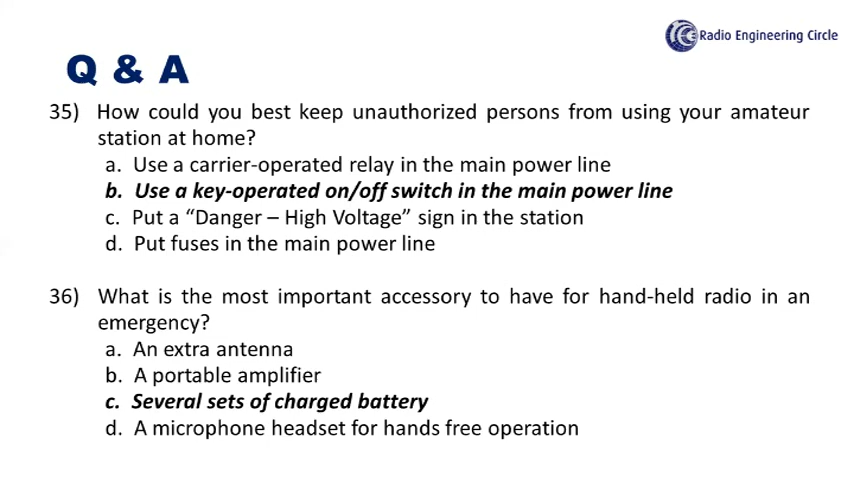 Radio Engineering Circle
Q & A
35) How could you best keep unauthorized persons from using your amateur
station at home?
a. Use a carrier-operated relay in the main power line
b. Use a key-operated on/off switch in the main power line
c. Put a “Danger – High Voltage” sign in the station
d. Put fuses in the main power line
36) What is the most important accessory to have for hand-held radio in an
emergency?
a. An extra antenna
b. A portable amplifier
c. Several sets of charged battery
d. A microphone headset for hands free operation